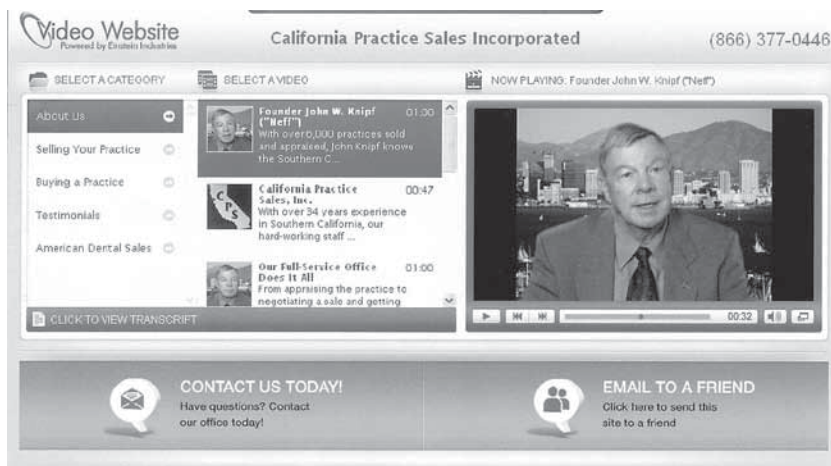 Video Website
Powered by Einstein Industries
California Practice Sales Incorporated
(866) 377-0446
SELECT A CATEGORY
SELECT A VIDEO
NOW PLAYING: Founder John W. Knipf ("Neff")
About Us
Selling Your Practice
Buying a Practice
Testimonials
American Dental Sales
Founder John W. Knipf 01:00
("Neff")
With over 6,000 practices sold
and appraised, John Knipf knows
the Southern C...
CPS
California Practice 00:47
Sales, Inc.
With over 34 years experience
in Southern California, our
hard-working staff ...
Our Full-Service Office 01:00
Does It All
From appraising the practice to
negotiating a sale and getting
CLICK TO VIEW TRANSCRIPT
00:32
CONTACT US TODAY!
Have questions? Contact
our office today!
EMAIL TO A FRIEND
Click here to send this
site to a friend